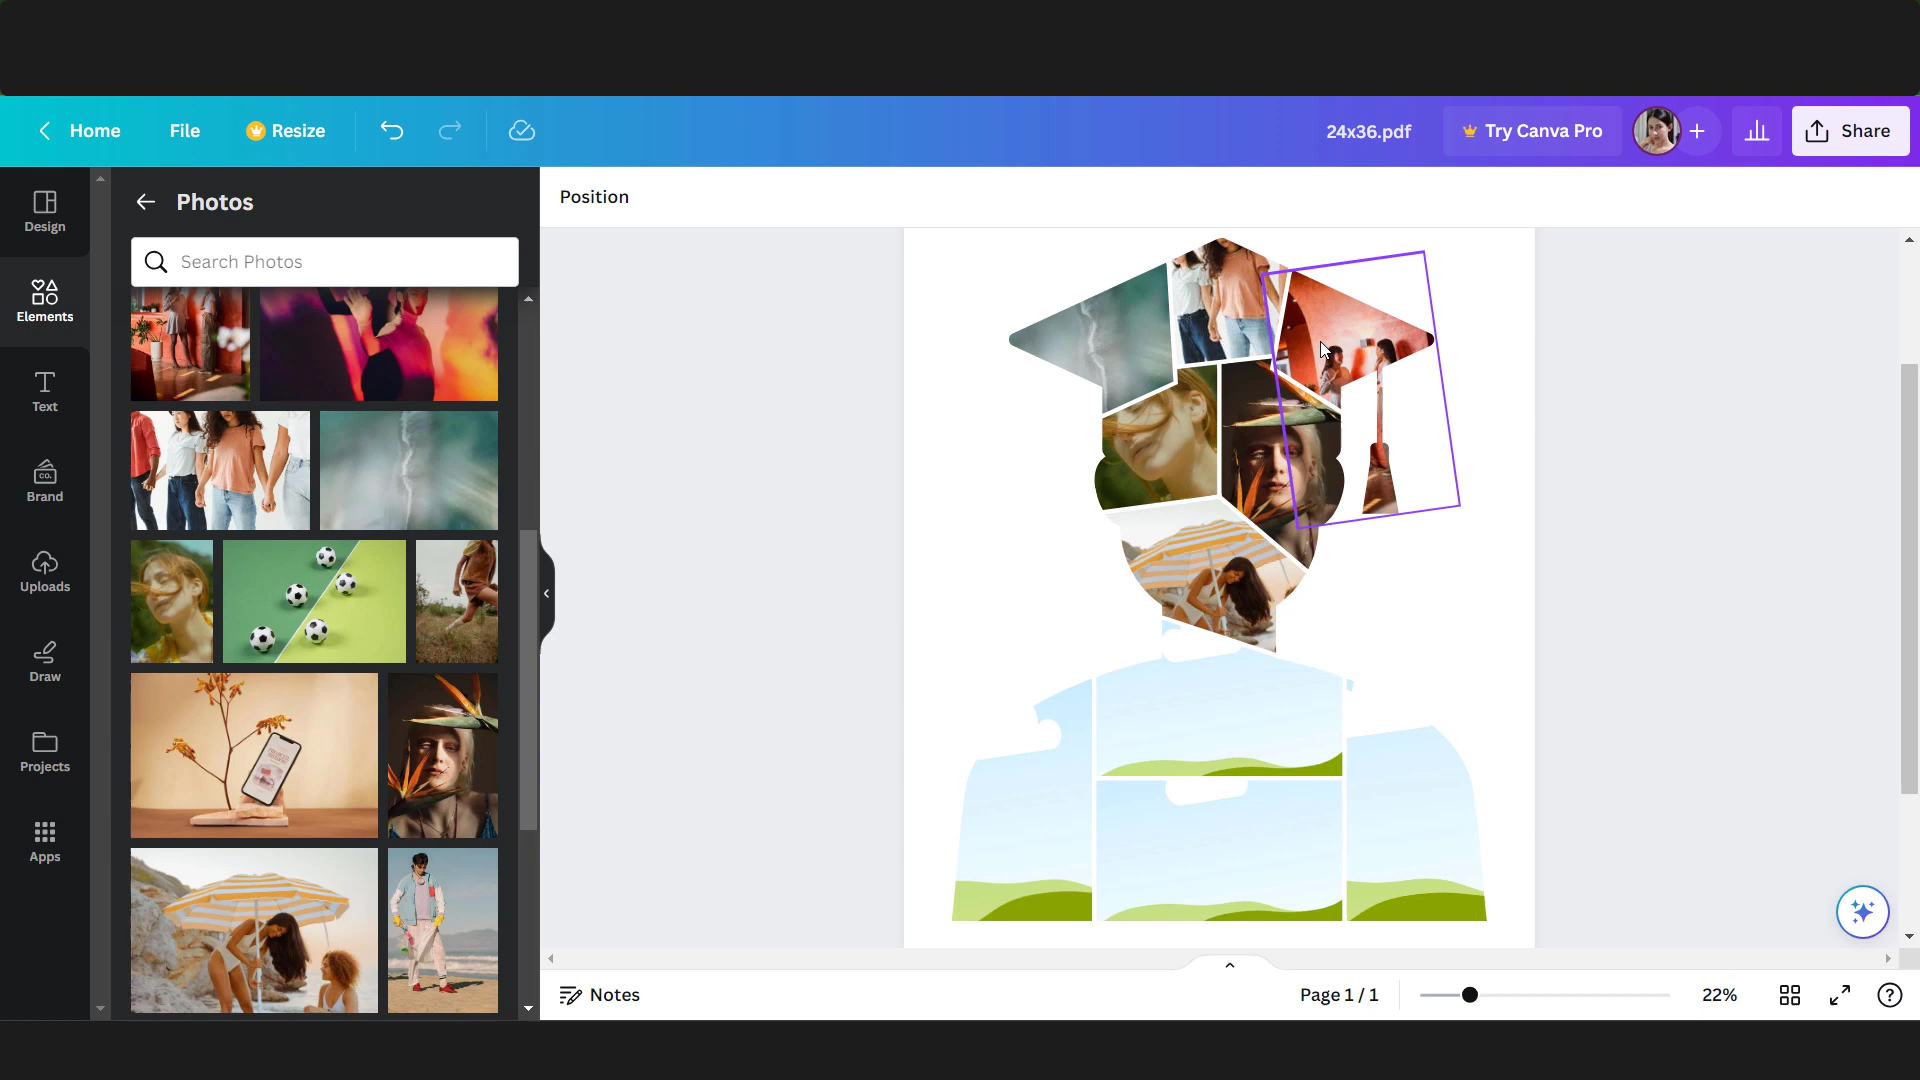 Home
File
Resize
24x36.pdf
Try Canva Pro
Share
Design
Elements
Text
CO.
Brand
Uploads
Draw
Projects
Apps
Photos
Search Photos
Position
Notes
Page 1 / 1
22%